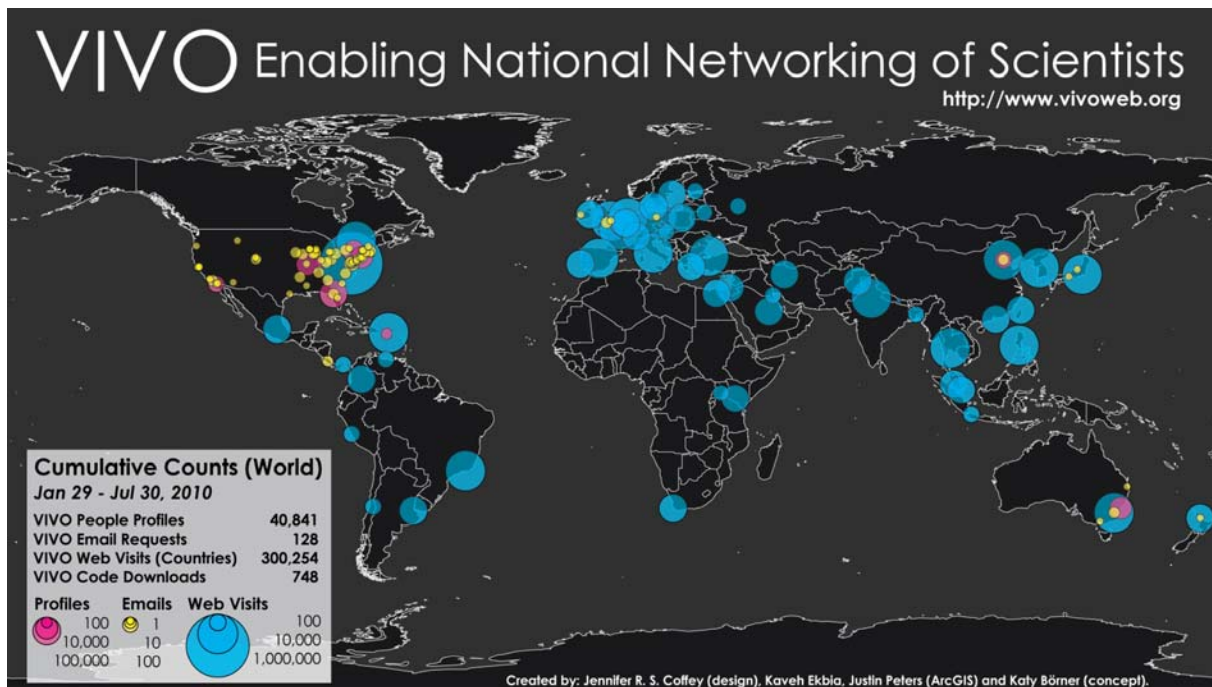 VIVO Enabling National Networking of Scientists
http://www.vivoweb.org
Cumulative Counts (World)
Jan 29 - Jul 30, 2010
VIVO People Profiles 40,841
VIVO Email Requests 128
VIVO Web Visits (Countries) 300,254
VIVO Code Downloads 748
Profiles Emails Web Visits
100 1 100
10,000 10 10,000
100,000 100 1,000,000
Created by: Jennifer R. S. Coffey (design), Kaveh Ekbia, Justin Peters (ArcGIS) and Katy Börner (concept).